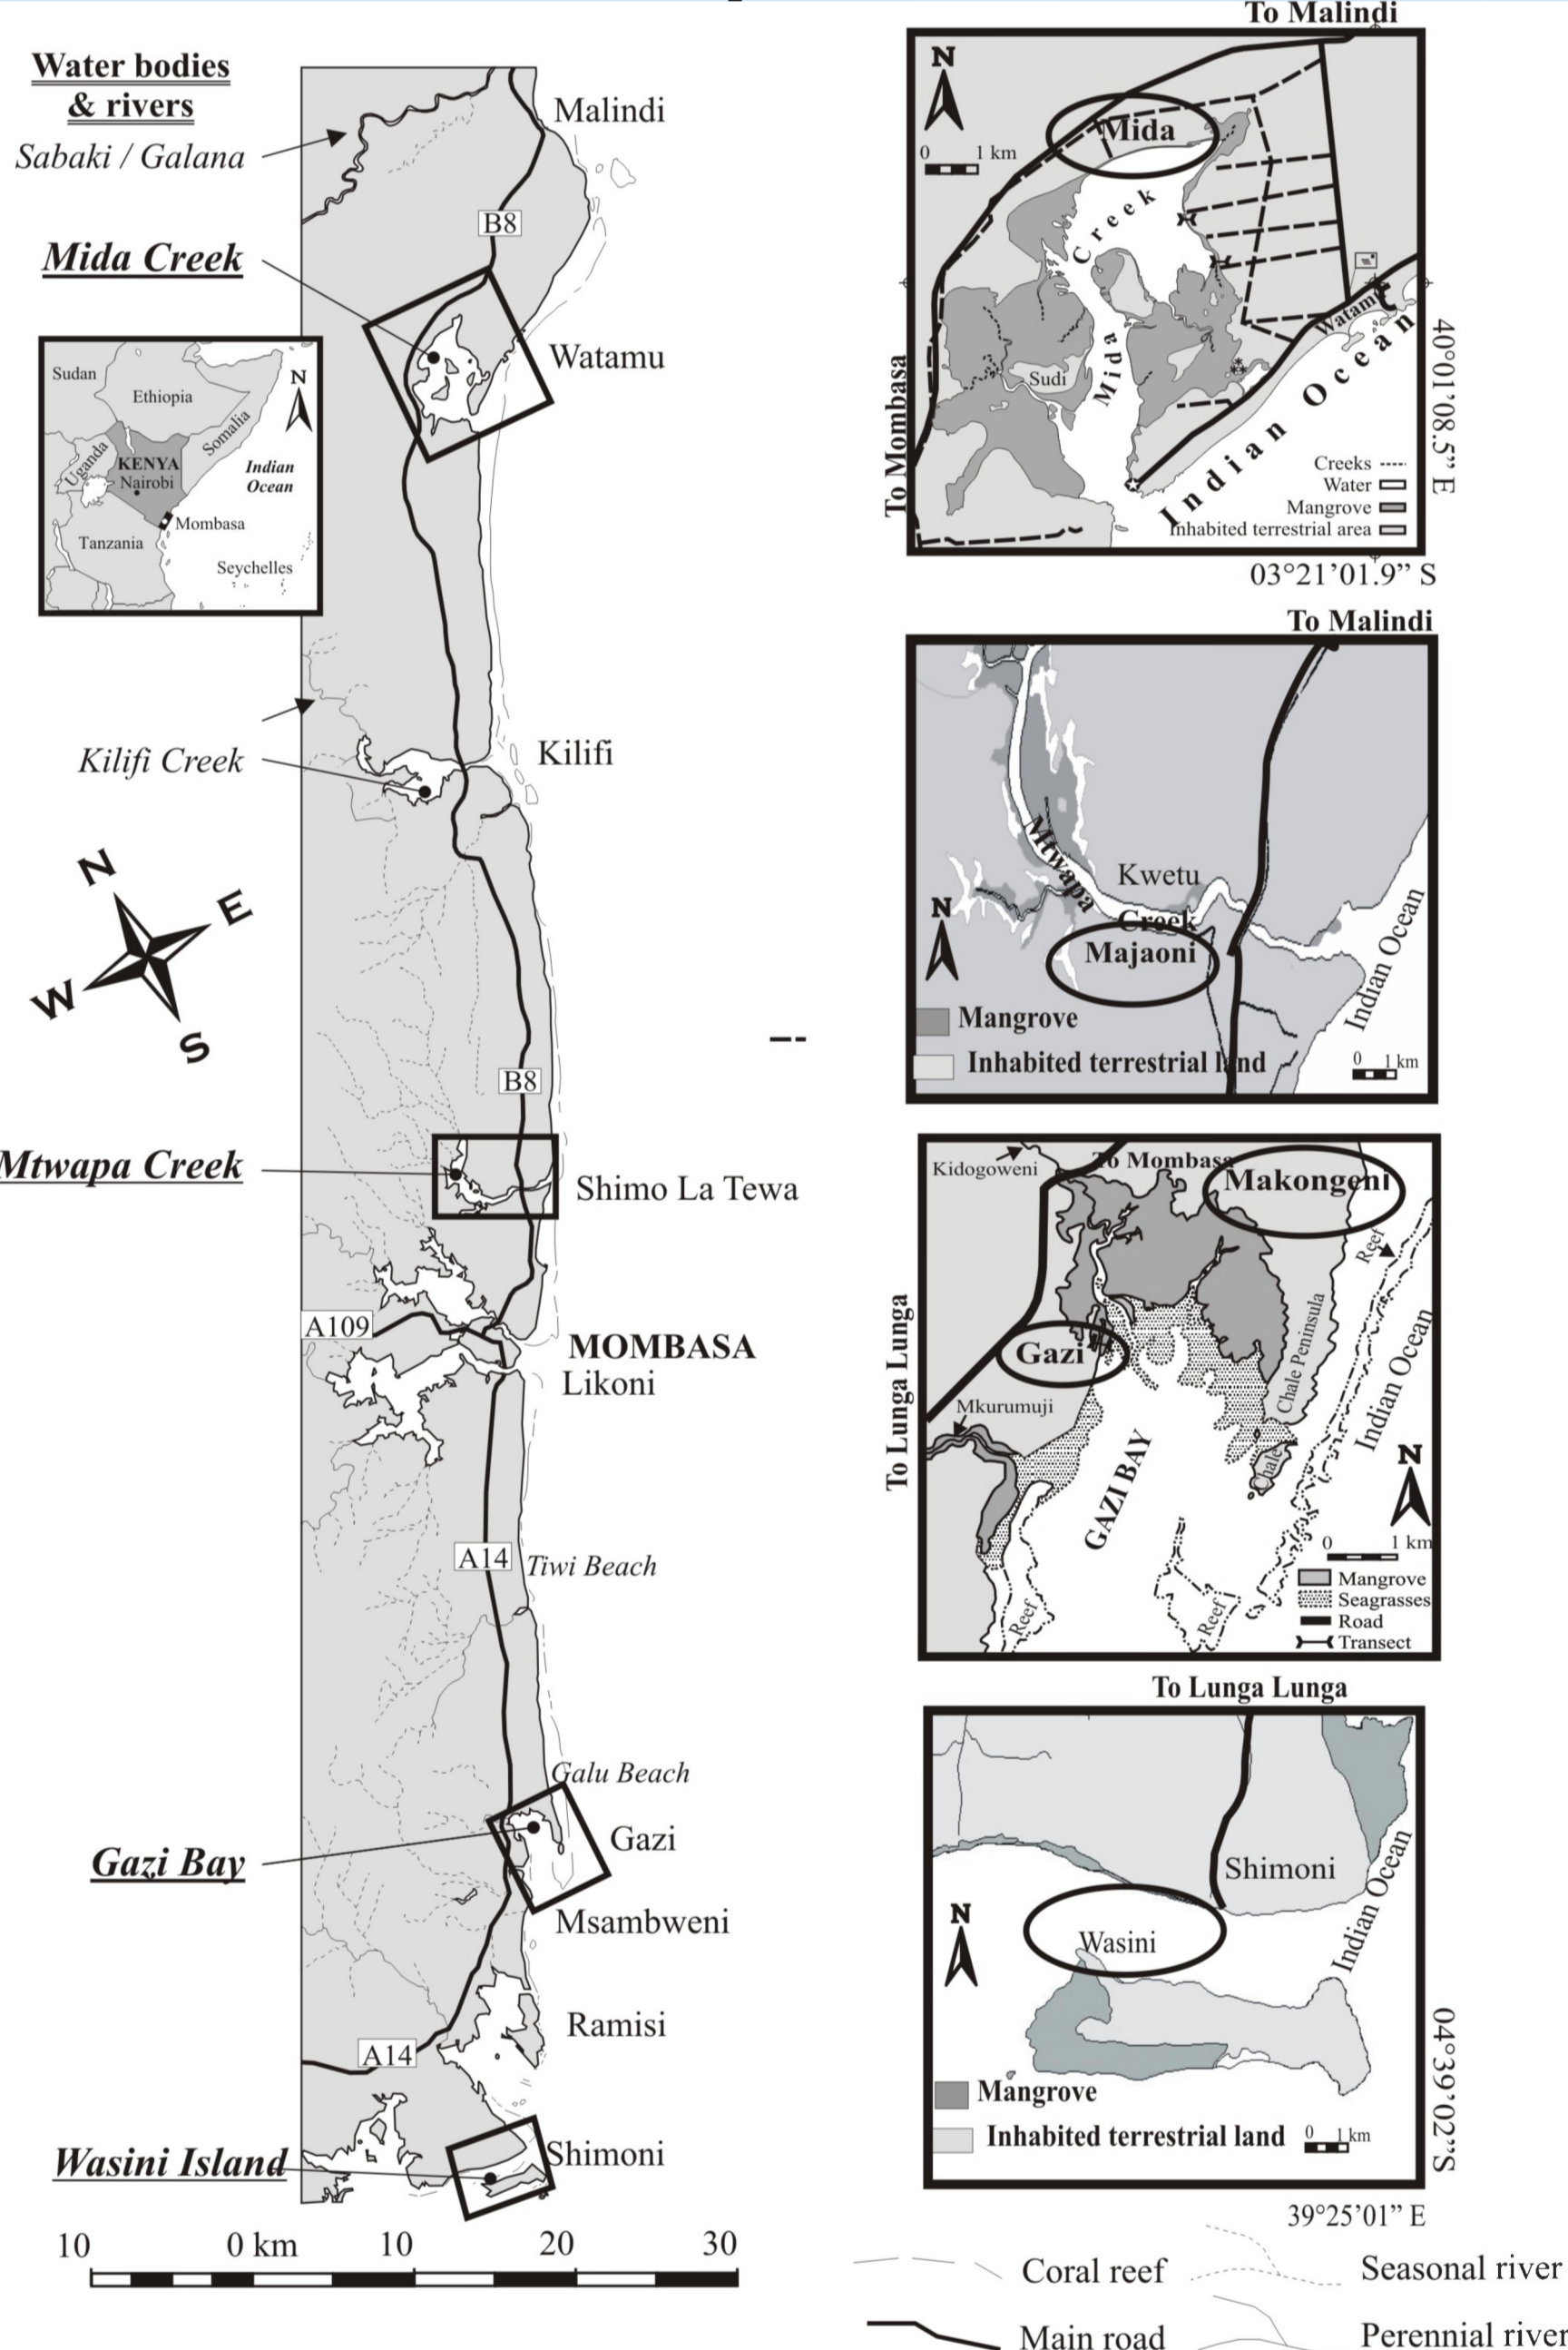 Water bodies
& rivers
Sabaki / Galana
Mida Creek
Kilifi Creek
Mtwapa Creek
Gazi Bay
Wasini Island
N
E
W
S
Sudan
Ethiopia
Somalia
Uganda
KENYA
Nairobi
Indian
Ocean
Mombasa
Tanzania
Seychelles
N
Malindi
B8
Watamu
Kilifi
B8
Shimo La Tewa
A109
MOMBASA
Likoni
A14
Tiwi Beach
Galu Beach
Gazi
Msambweni
Ramisi
A14
Shimoni
10 0 km 10 20 30
To Malindi
N
0 1 km
Mida
Creek
Mida
Sudi
Watamu
Indian Ocean
To Mombasa
Creeks
Water
Mangrove
Inhabited terrestrial area
40°01’08.5” E
03°21’01.9” S
To Malindi
Mtwapa
Kwetu
Creek
Majaoni
N
Indian Ocean
Mangrove
Inhabited terrestrial land
0 1 km
Kidogoweni
To Mombasa
Makongeni
Reef
To Lunga Lunga
Gazi
Chale Peninsula
Indian Ocean
Mkurumuji
Chale
N
GAZI BAY
0 1 km
Mangrove
Seagrasses
Road
Transect
Reef
Reef
To Lunga Lunga
Shimoni
N
Wasini
Indian Ocean
Mangrove
Inhabited terrestrial land
0 1 km
04°39’02”S
39°25’01” E
Coral reef
Seasonal river
Main road
Perennial river